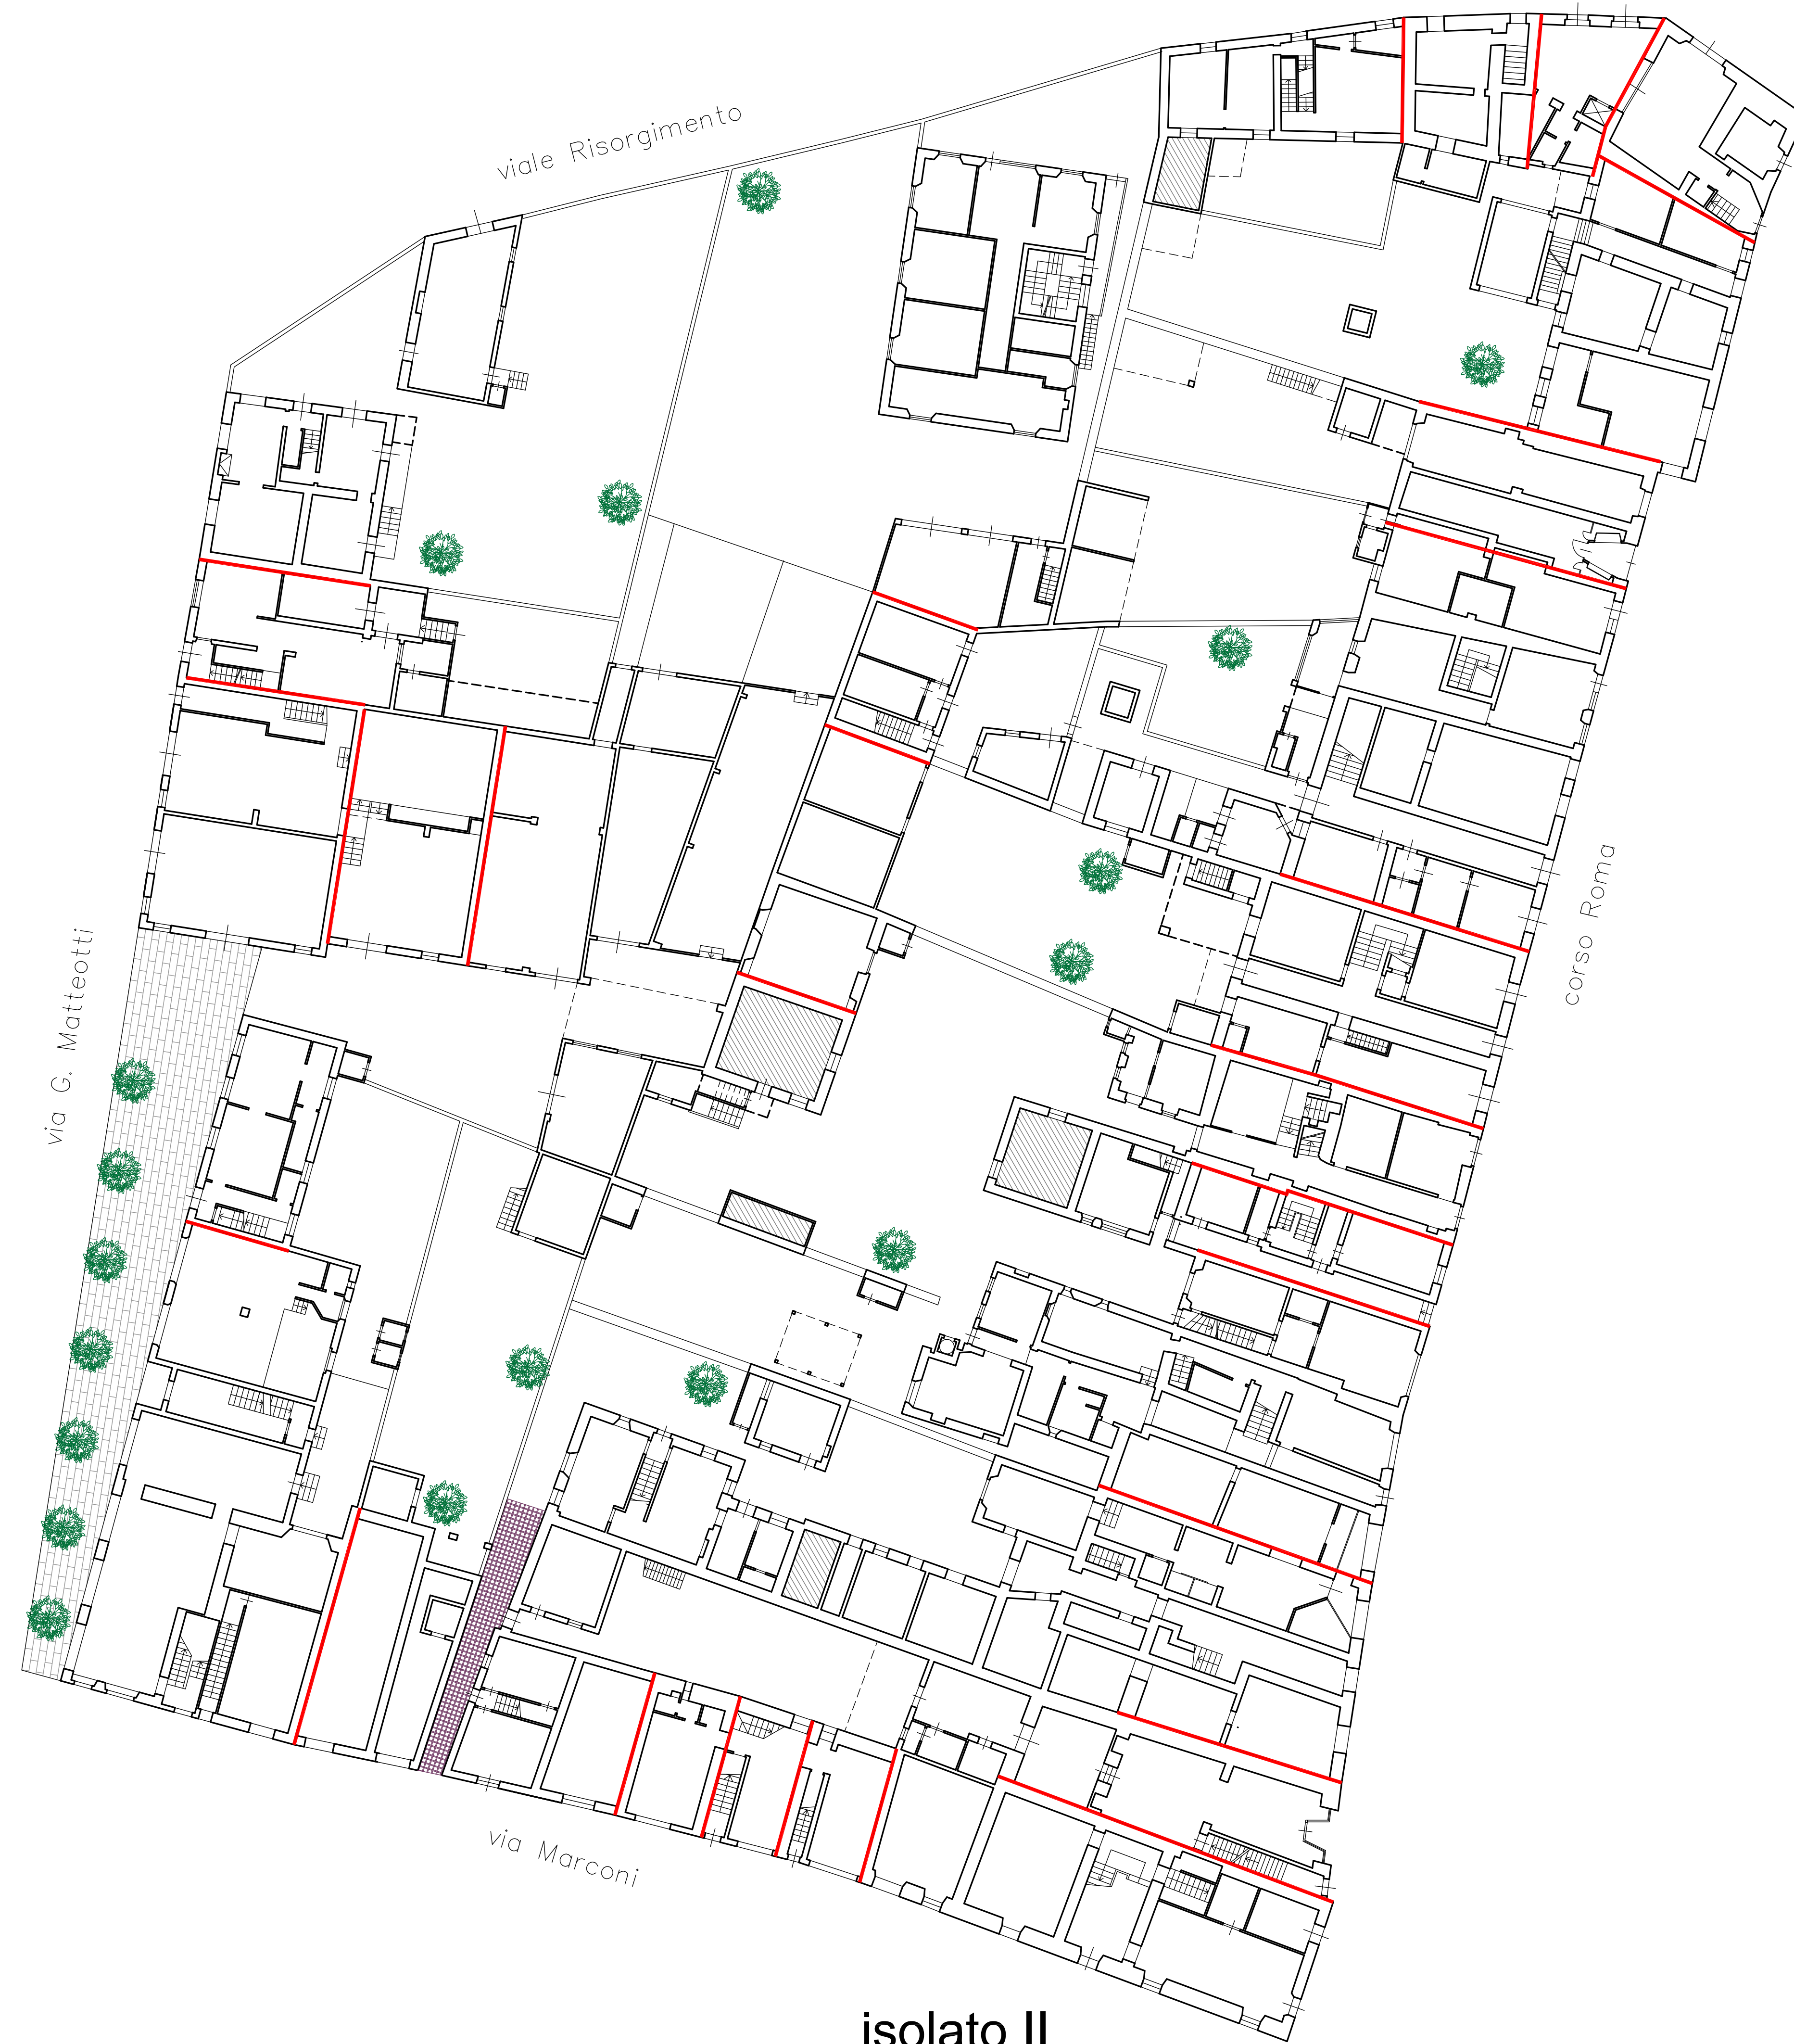 viale Risorgimento
corso Roma
via G. Matteotti
via Marconi
isolato II